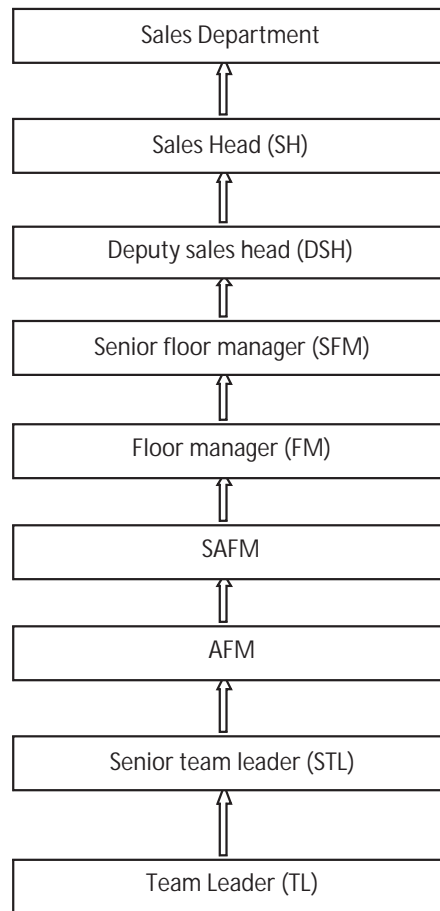 Sales Department
Sales Head (SH)
Deputy sales head (DSH)
Senior floor manager (SFM)
Floor manager (FM)
SAFM
AFM
Senior team leader (STL)
Team Leader (TL)